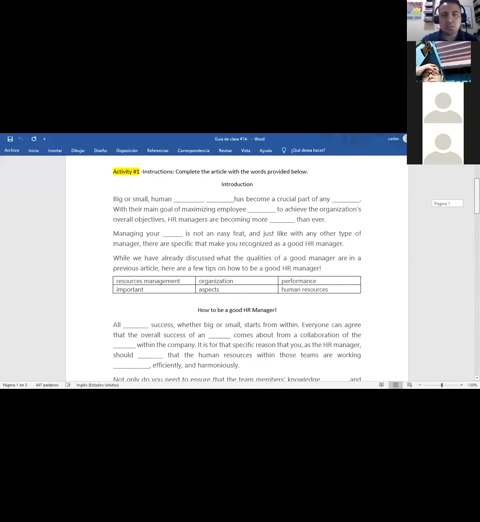 Guia de clase #14 - Word
carlos
Archivo Inicio Insertar Dibujar Diseño Disposición Referencias Correspondencia Revisar Vista Ayuda ¿Qué desea hacer?
Activity #1 -Instructions: Complete the article with the words provided below.
Introduction
Big or small, human _________ ________has become a crucial part of any ________.
With their main goal of maximizing employee ________ to achieve the organization's
overall objectives, HR managers are becoming more _______ than ever.
Managing your ______ is not an easy feat, and just like with any other type of
manager, there are specific that make you recognized as a good HR manager.
While we have already discussed what the qualities of a good manager are in a
previous article, here are a few tips on how to be a good HR manager!
resources management organization performance
important aspects human resources
How to be a good HR Manager!
All _______ success, whether big or small, starts from within. Everyone can agree
that the overall success of an ______ comes about from a collaboration of the
______ within the company. It is for that specific reason that you, as the HR manager,
should _______ that the human resources within those teams are working
___________, efficiently, and harmoniously.
Not only do you need to ensure that the team members' knowledge ________ and
Página 1
Página 1 de 3 palabras Inglés (Estados Unidos) 120%